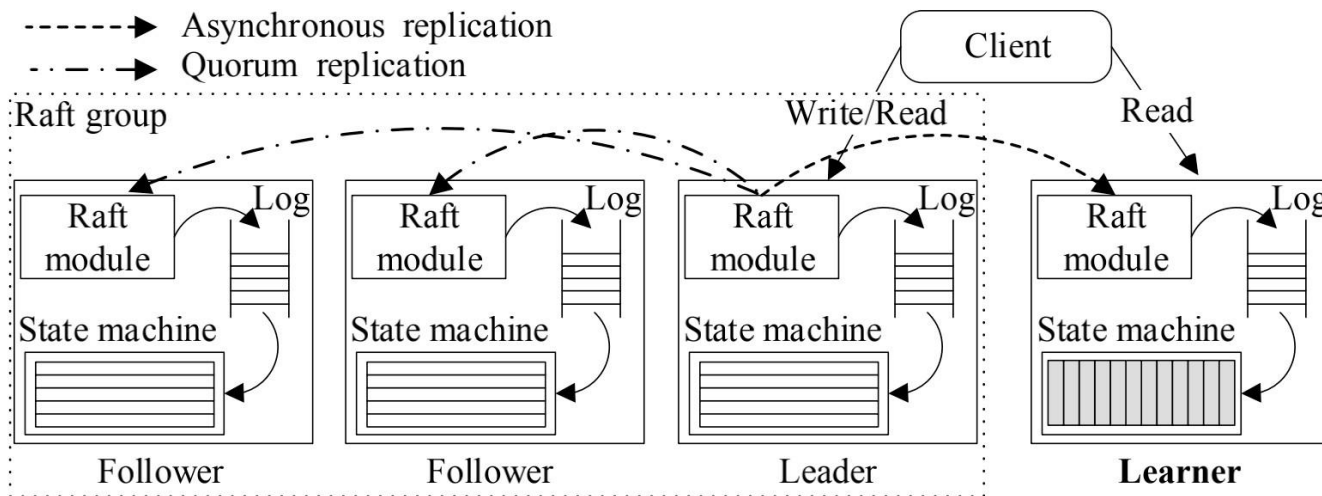 Asynchronous replication
Quorum replication
Client
Raft group
Write/Read
Read
Raft module
Log
State machine
Follower
Raft module
Log
State machine
Follower
Raft module
Log
State machine
Leader
Raft module
Log
State machine
Learner